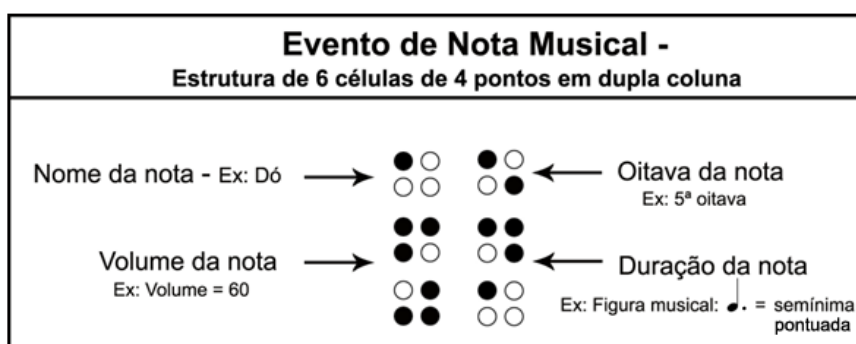 Evento de Nota Musical -
Estrutura de 6 células de 4 pontos em dupla coluna
Nome da nota - Ex: Dó
Oitava da nota
Ex: 5ª oitava
Volume da nota
Ex: Volume = 60
Duração da nota
Ex: Figura musical: = semínima
pontuada